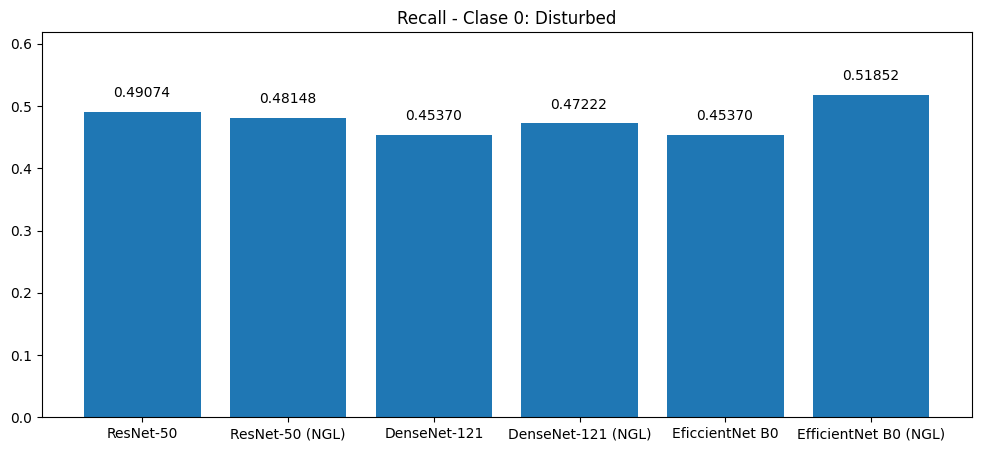 Recall - Clase 0: Disturbed
0.6
0.5
0.4
0.3
0.2
0.1
0.0
0.49074
0.48148
0.45370
0.47222
0.45370
0.51852
ResNet-50
ResNet-50 (NGL)
DenseNet-121
DenseNet-121 (NGL)
EficcientNet B0
EfficientNet B0 (NGL)